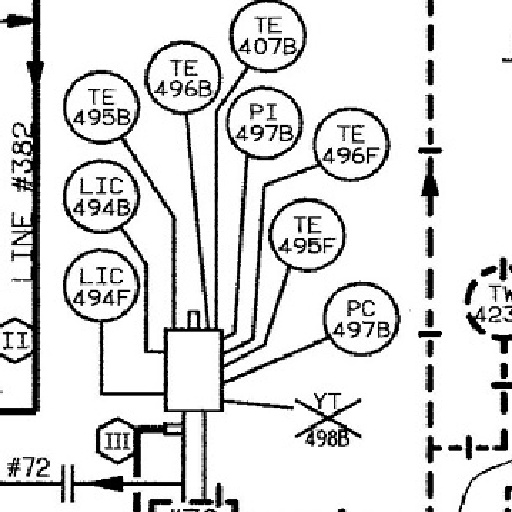 TE
407B
TE
496B
TE
495B
PI
497B
TE
496F
LIC
494B
TE
495F
LIC
494F
PC
497B
LINE #382
TW
423
II
YT
498B
III
#72